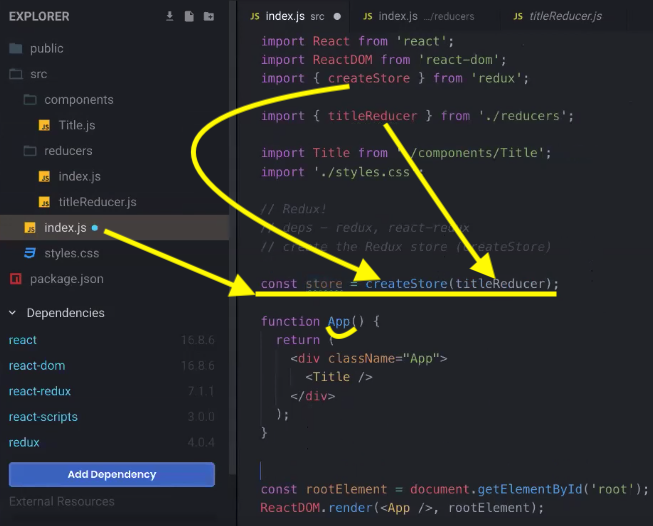 EXPLORER
public
src
components
Title.js
reducers
index.js
titleReducer.js
index.js
styles.css
package.json
Dependencies
react 16.8.6
react-dom 16.8.6
react-redux 7.1.1
react-scripts 3.0.0
redux 4.0.4
Add Dependency
External Resources
JS index.js src JS index.js .../reducers JS titleReducer.js
import React from 'react';
import ReactDOM from 'react-dom';
import { createStore } from 'redux';
import { titleReducer } from './reducers';
import Title from './components/Title';
import './styles.css';
// Redux!
// deps – redux, react-redux
// create the Redux store (createStore)
const store = createStore(titleReducer);
function App() {
return (
<div className="App">
<Title />
</div>
);
}
const rootElement = document.getElementById('root');
ReactDOM.render(<App />, rootElement);